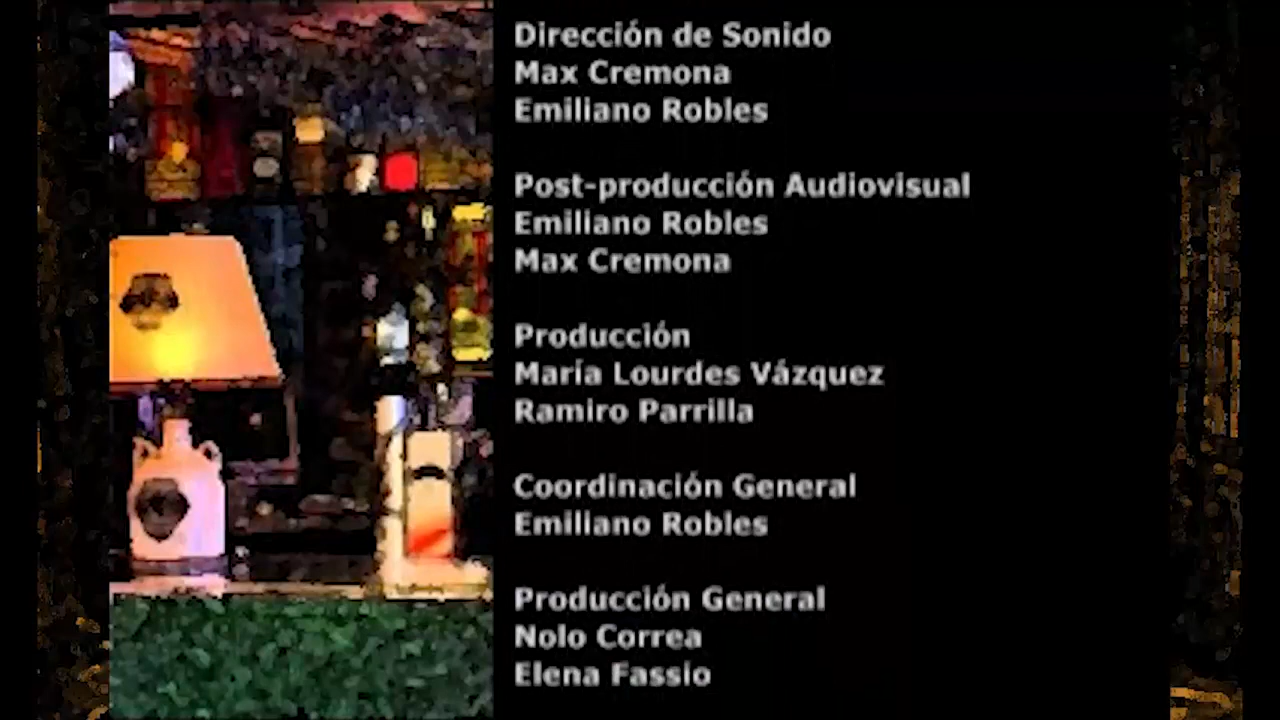 Dirección de Sonido
Max Cremona
Emiliano Robles
Post-producción Audiovisual
Emiliano Robles
Max Cremona
Producción
María Lourdes Vázquez
Ramiro Parrilla
Coordinación General
Emiliano Robles
Producción General
Nolo Correa
Elena Fassio